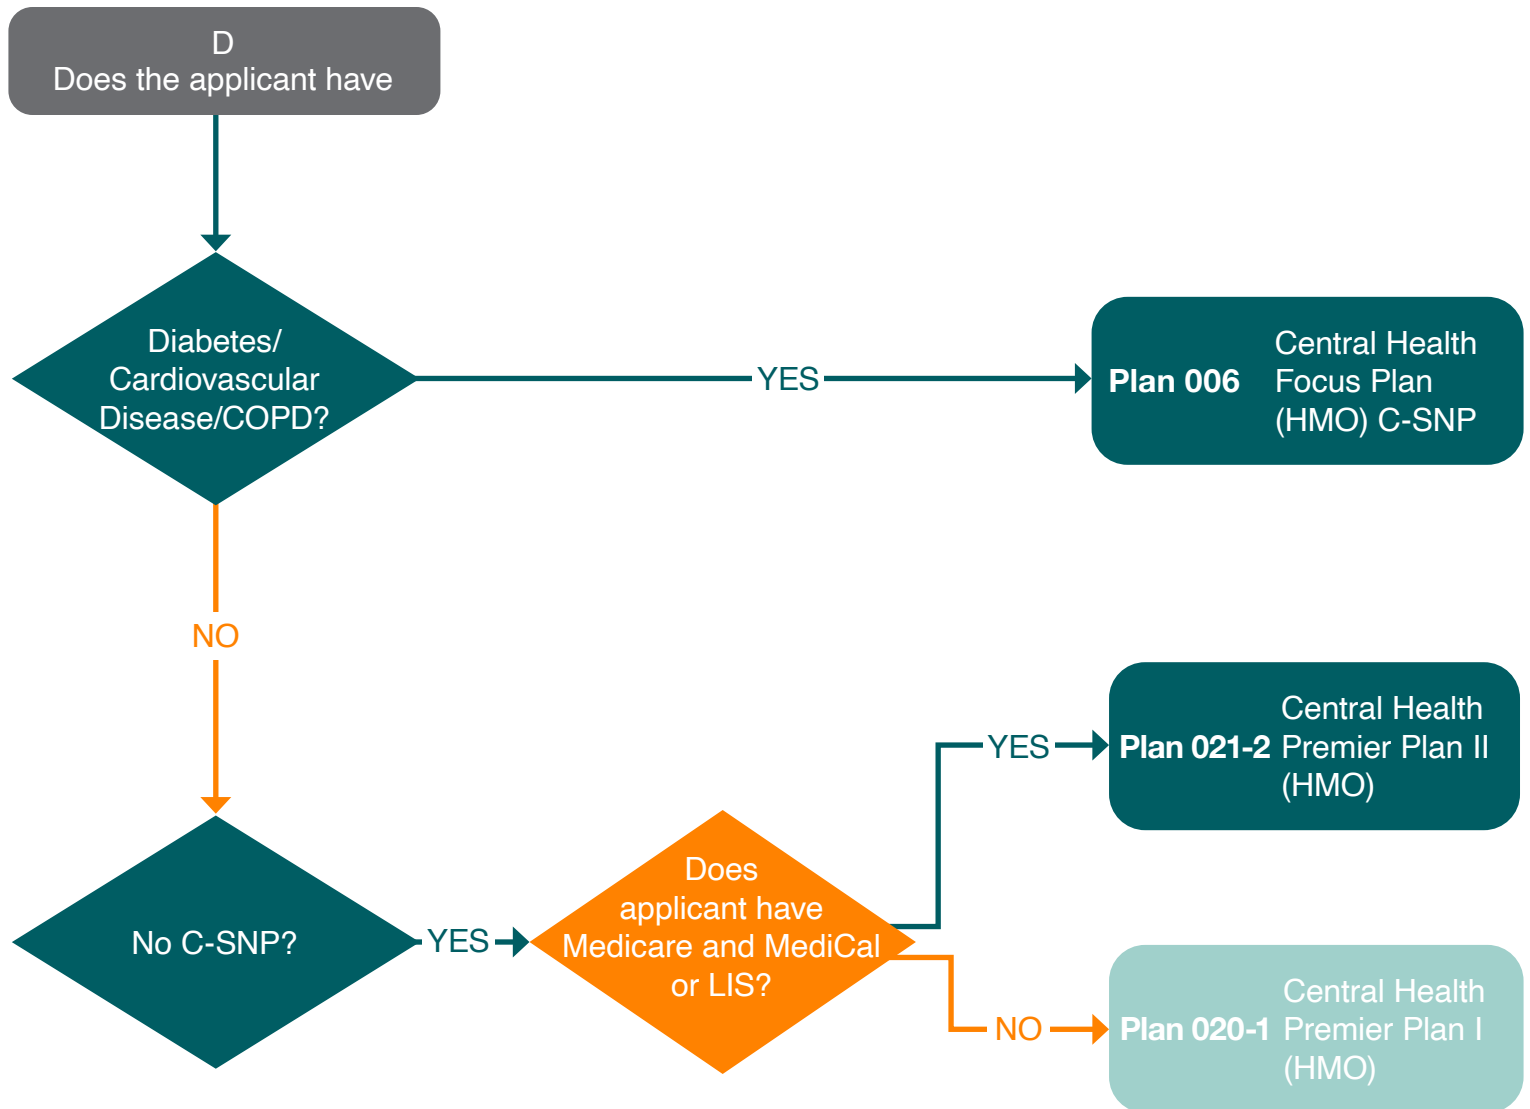 D
Does the applicant have
Diabetes/
Cardiovascular
Disease/COPD?
YES
Plan 006
Central Health
Focus Plan
(HMO) C-SNP
NO
No C-SNP?
YES
Does
applicant have
Medicare and MediCal
or LIS?
YES
Plan 021-2
Central Health
Premier Plan II
(HMO)
NO
Plan 020-1
Central Health
Premier Plan I
(HMO)